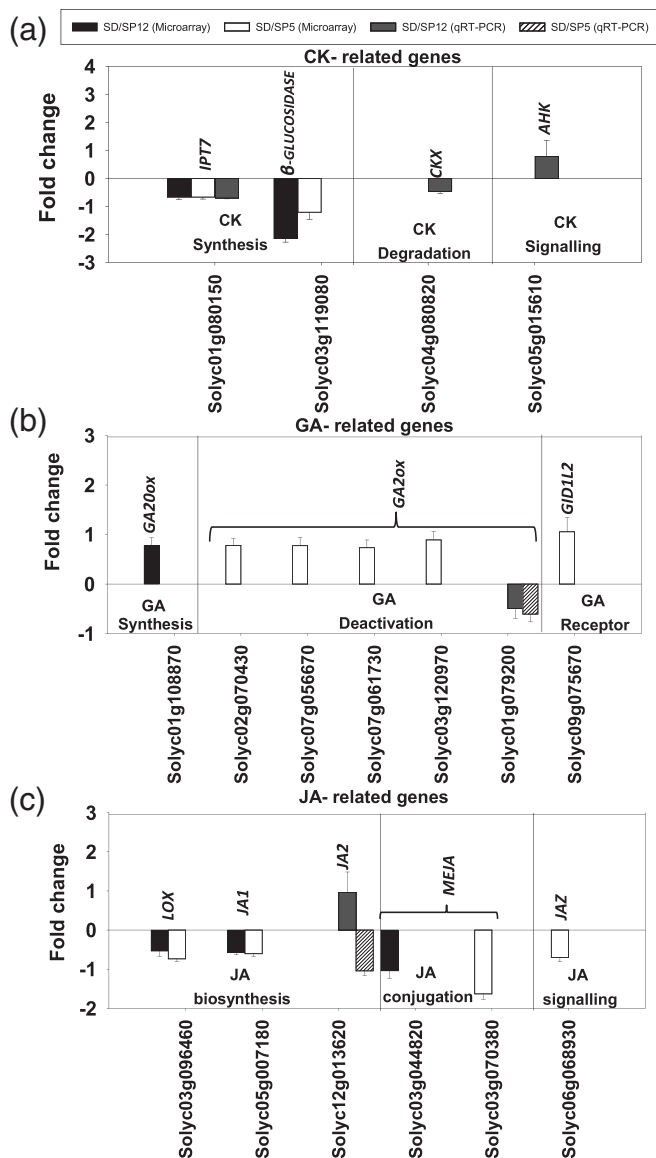 (a)
SD/SP12 (Microarray) SD/SP5 (Microarray) SD/SP12 (qRT-PCR) SD/SP5 (qRT-PCR)
CK- related genes
Fold change
4
3
2
1
0
-1
-2
-3
IPT7
β-GLUCOSIDASE
CKX
AHK
CK
Synthesis
CK
Degradation
CK
Signalling
Solyc01g080150
Solyc03g119080
Solyc04g080820
Solyc05g015610
(b)
GA- related genes
Fold change
3
2
1
0
-1
GA20ox
GA2ox
GID1L2
GA
Synthesis
GA
Deactivation
GA
Receptor
Solyc01g108870
Solyc02g070430
Solyc07g056670
Solyc07g061730
Solyc03g120970
Solyc01g079200
Solyc09g075670
(c)
JA- related genes
Fold change
3
2
1
0
-1
-2
LOX
JA1
JA2
MEJA
JAZ
JA
biosynthesis
JA
conjugation
JA
signalling
Solyc03g096460
Solyc05g007180
Solyc12g013620
Solyc03g044820
Solyc03g070380
Solyc06g068930